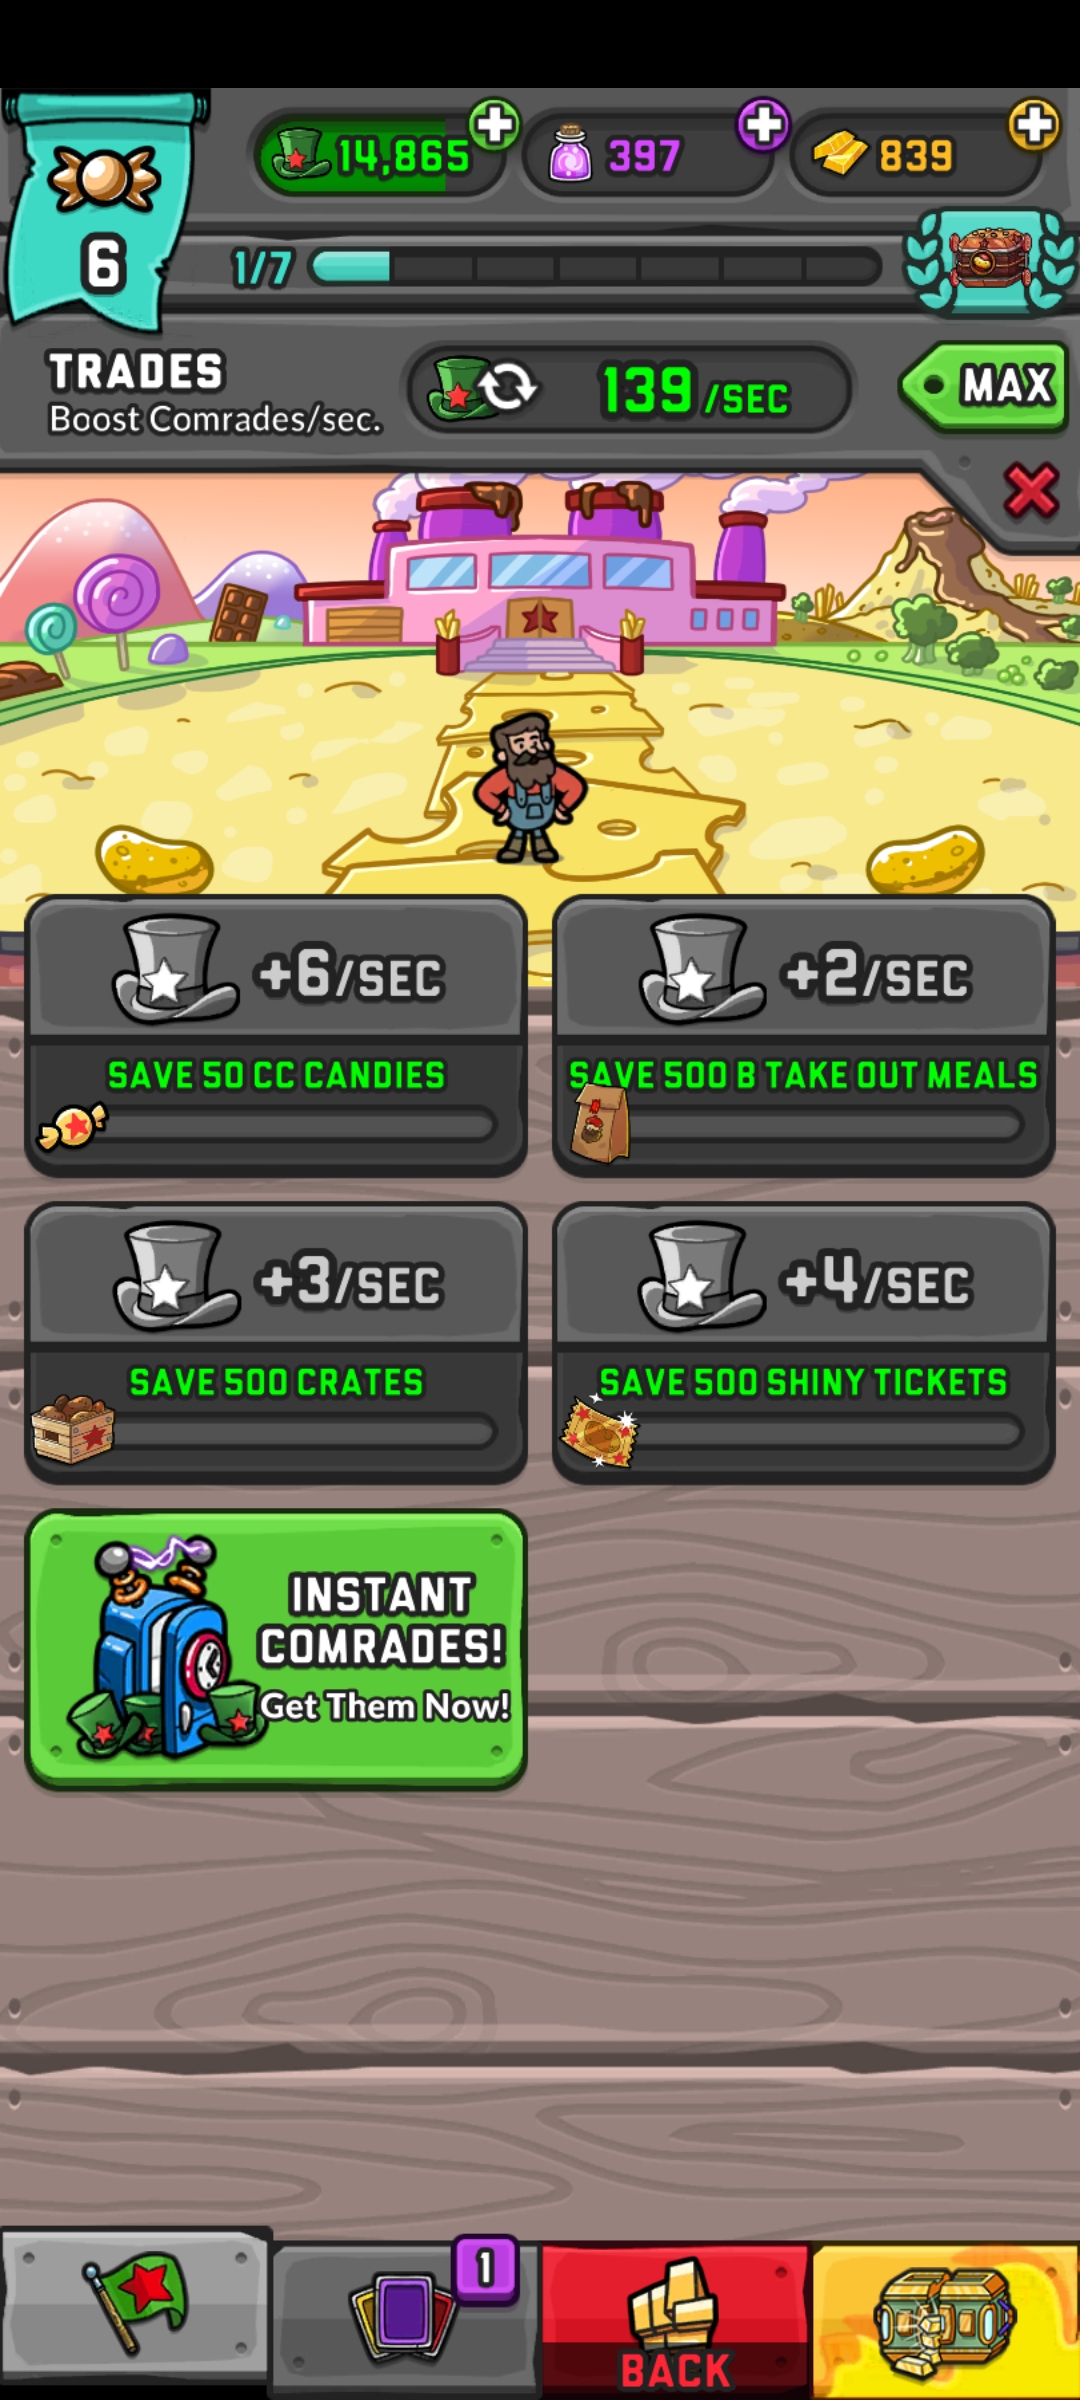 14,865
397
839
6
1/7
TRADES
Boost Comrades/sec.
139 /SEC
MAX
+6/SEC
+2/SEC
SAVE 50 CC CANDIES
SAVE 500 B TAKE OUT MEALS
+3/SEC
+4/SEC
SAVE 500 CRATES
SAVE 500 SHINY TICKETS
INSTANT
COMRADES!
Get Them Now!
1
BACK